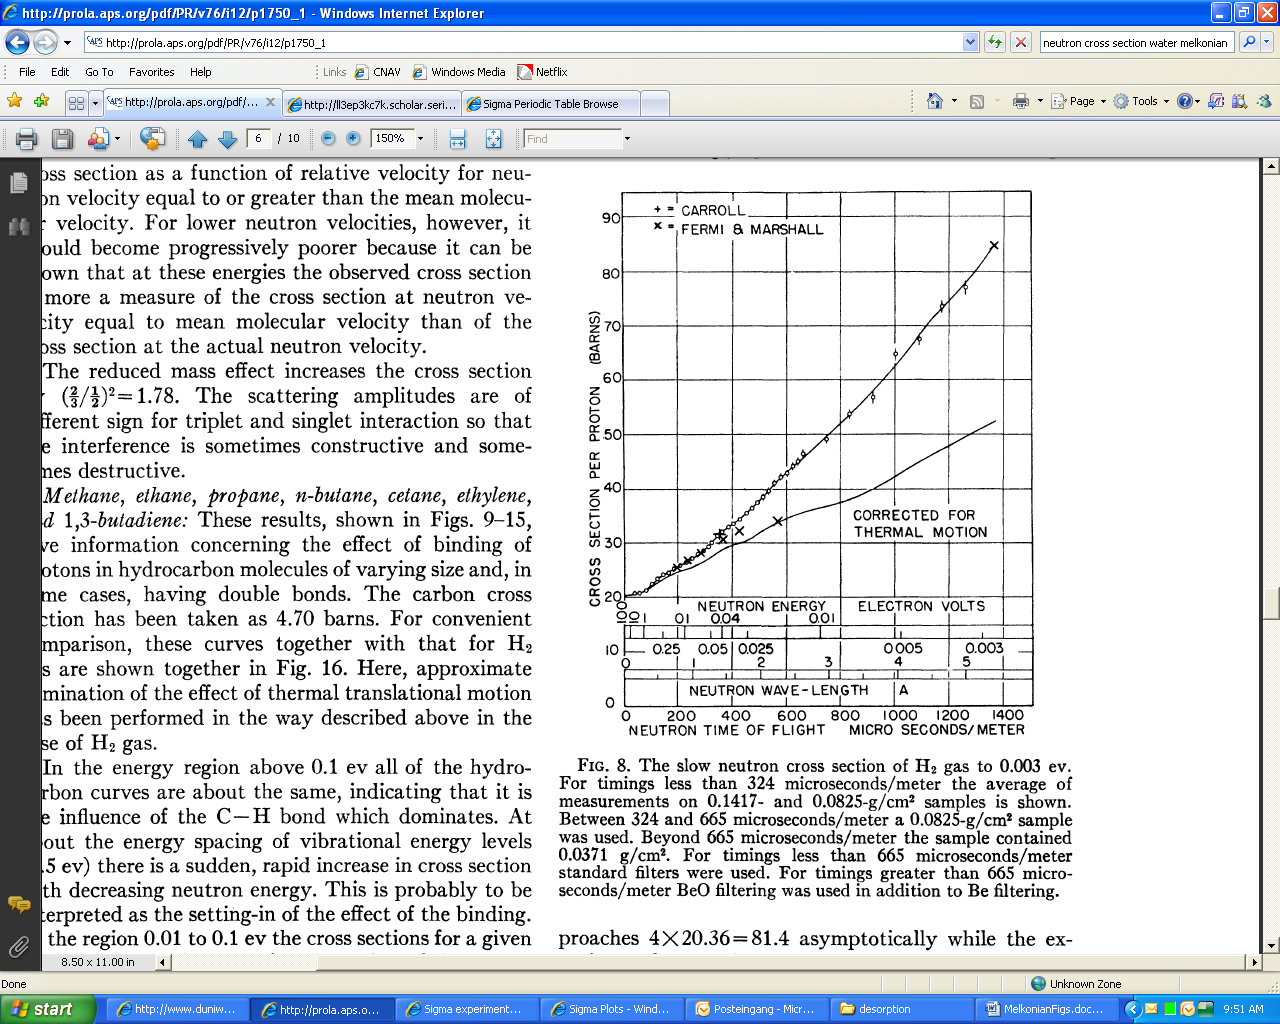 http://prola.aps.org/pdf/PR/v76/i12/p1750_1 - Windows Internet Explorer
http://prola.aps.org/pdf/PR/v76/i12/p1750_1
neutron cross section water melkonian
File Edit Go To Favorites Help
Links CNAV Windows Media Netflix
http://prola.aps.org/pdf/... http://ll3ep3kc7k.scholar.seri... Sigma Periodic Table Browse
Page Tools
6 / 10 150% Find
oss section as a function of relative velocity for neu-
on velocity equal to or greater than the mean molecu-
r velocity. For lower neutron velocities, however, it
ould become progressively poorer because it can be
own that at these energies the observed cross section
more a measure of the cross section at neutron ve-
city equal to mean molecular velocity than of the
oss section at the actual neutron velocity.
The reduced mass effect increases the cross section
(⅔/½)²=1.78. The scattering amplitudes are of
fferent sign for triplet and singlet interaction so that
e interference is sometimes constructive and some-
mes destructive.
Methane, ethane, propane, n-butane, cetane, ethylene,
d 1,3-butadiene: These results, shown in Figs. 9–15,
ve information concerning the effect of binding of
otons in hydrocarbon molecules of varying size and, in
me cases, having double bonds. The carbon cross
ction has been taken as 4.70 barns. For convenient
mparison, these curves together with that for H₂
s are shown together in Fig. 16. Here, approximate
mination of the effect of thermal translational motion
s been performed in the way described above in the
se of H₂ gas.
In the energy region above 0.1 ev all of the hydro-
rbon curves are about the same, indicating that it is
e influence of the C–H bond which dominates. At
out the energy spacing of vibrational energy levels
.5 ev) there is a sudden, rapid increase in cross section
th decreasing neutron energy. This is probably to be
terpreted as the setting-in of the effect of the binding.
the region 0.01 to 0.1 ev the cross sections for a given
+ = CARROLL
× = FERMI & MARSHALL
CROSS SECTION PER PROTON (BARNS)
90
80
70
60
50
40
30
20
10
0
CORRECTED FOR
THERMAL MOTION
NEUTRON ENERGY ELECTRON VOLTS
100 10 1 0.1 0.04 0.01
0.25 0.05 0.025 0.005 0.003
0 1 2 3 4 5
NEUTRON WAVE-LENGTH A
0 200 400 600 800 1000 1200 1400
NEUTRON TIME OF FLIGHT MICRO SECONDS/METER
FIG. 8. The slow neutron cross section of H₂ gas to 0.003 ev.
For timings less than 324 microseconds/meter the average of
measurements on 0.1417- and 0.0825-g/cm² samples is shown.
Between 324 and 665 microseconds/meter a 0.0825-g/cm² sample
was used. Beyond 665 microseconds/meter the sample contained
0.0371 g/cm². For timings less than 665 microseconds/meter
standard filters were used. For timings greater than 665 micro-
seconds/meter BeO filtering was used in addition to Be filtering.
proaches 4×20.36=81.4 asymptotically while the ex-
8.50 x 11.00 in
Done
Unknown Zone
start http://www.duniw... http://prola.aps.o... Sigma experiment... Sigma Plots - Wind... Posteingang - Micr... desorption MelkonianFigs.doc... 9:51 AM